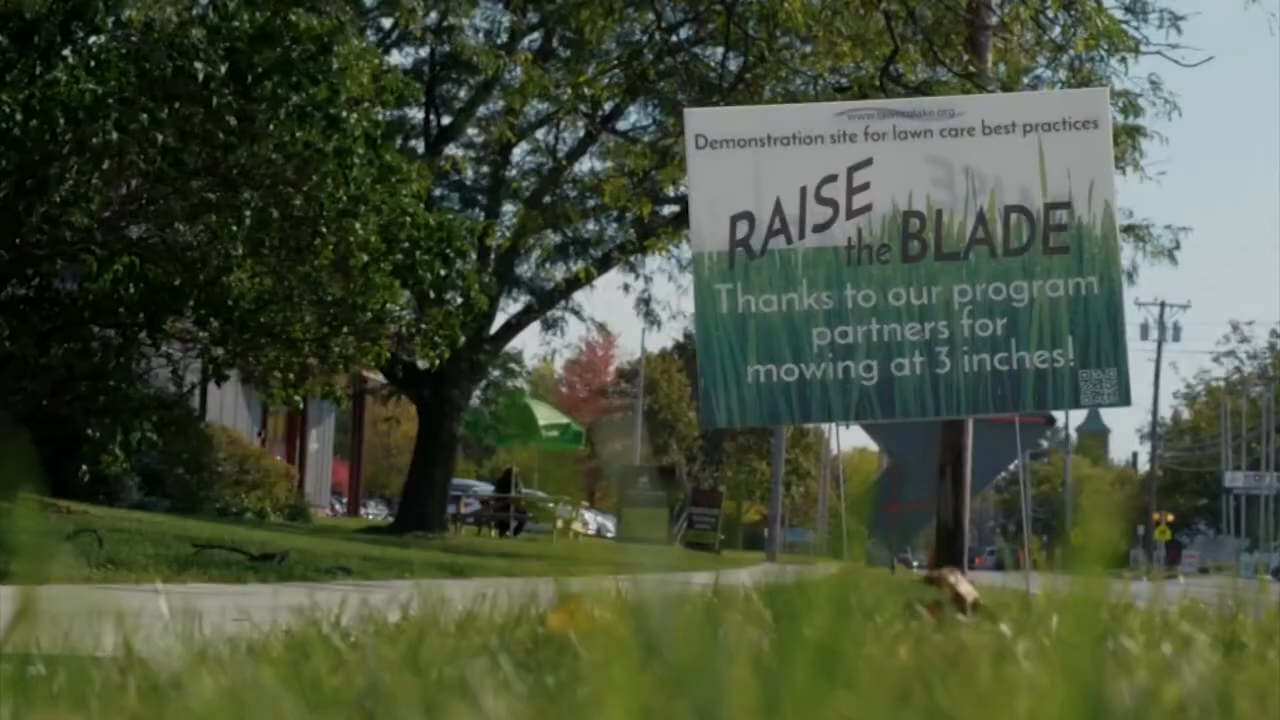 Demonstration site for lawn care best practices
RAISE
the BLADE
Thanks to our program
partners for
mowing at 3 inches!